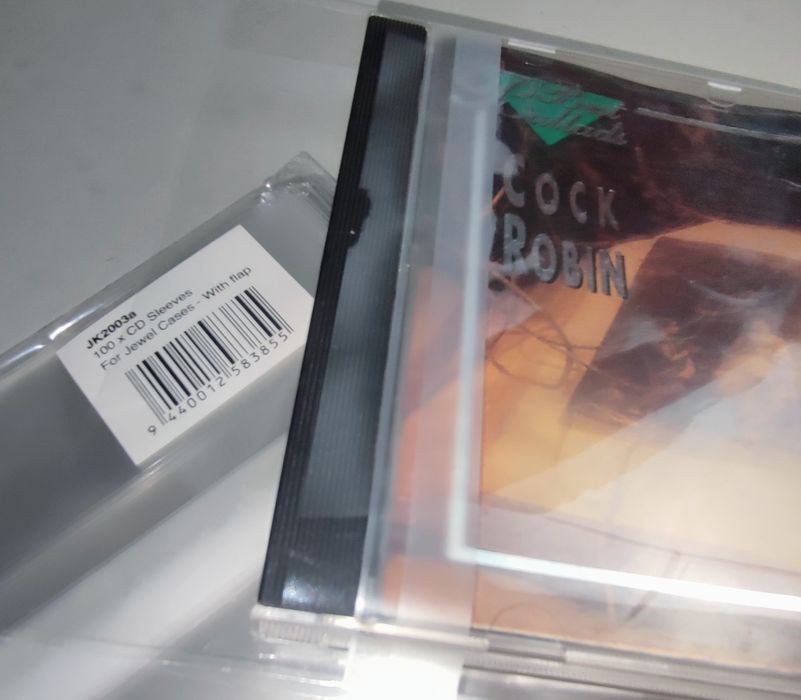 JK2003a
100 x CD Sleeves
For Jewel Cases - With flap
9 440012 583855
COCK
ROBIN